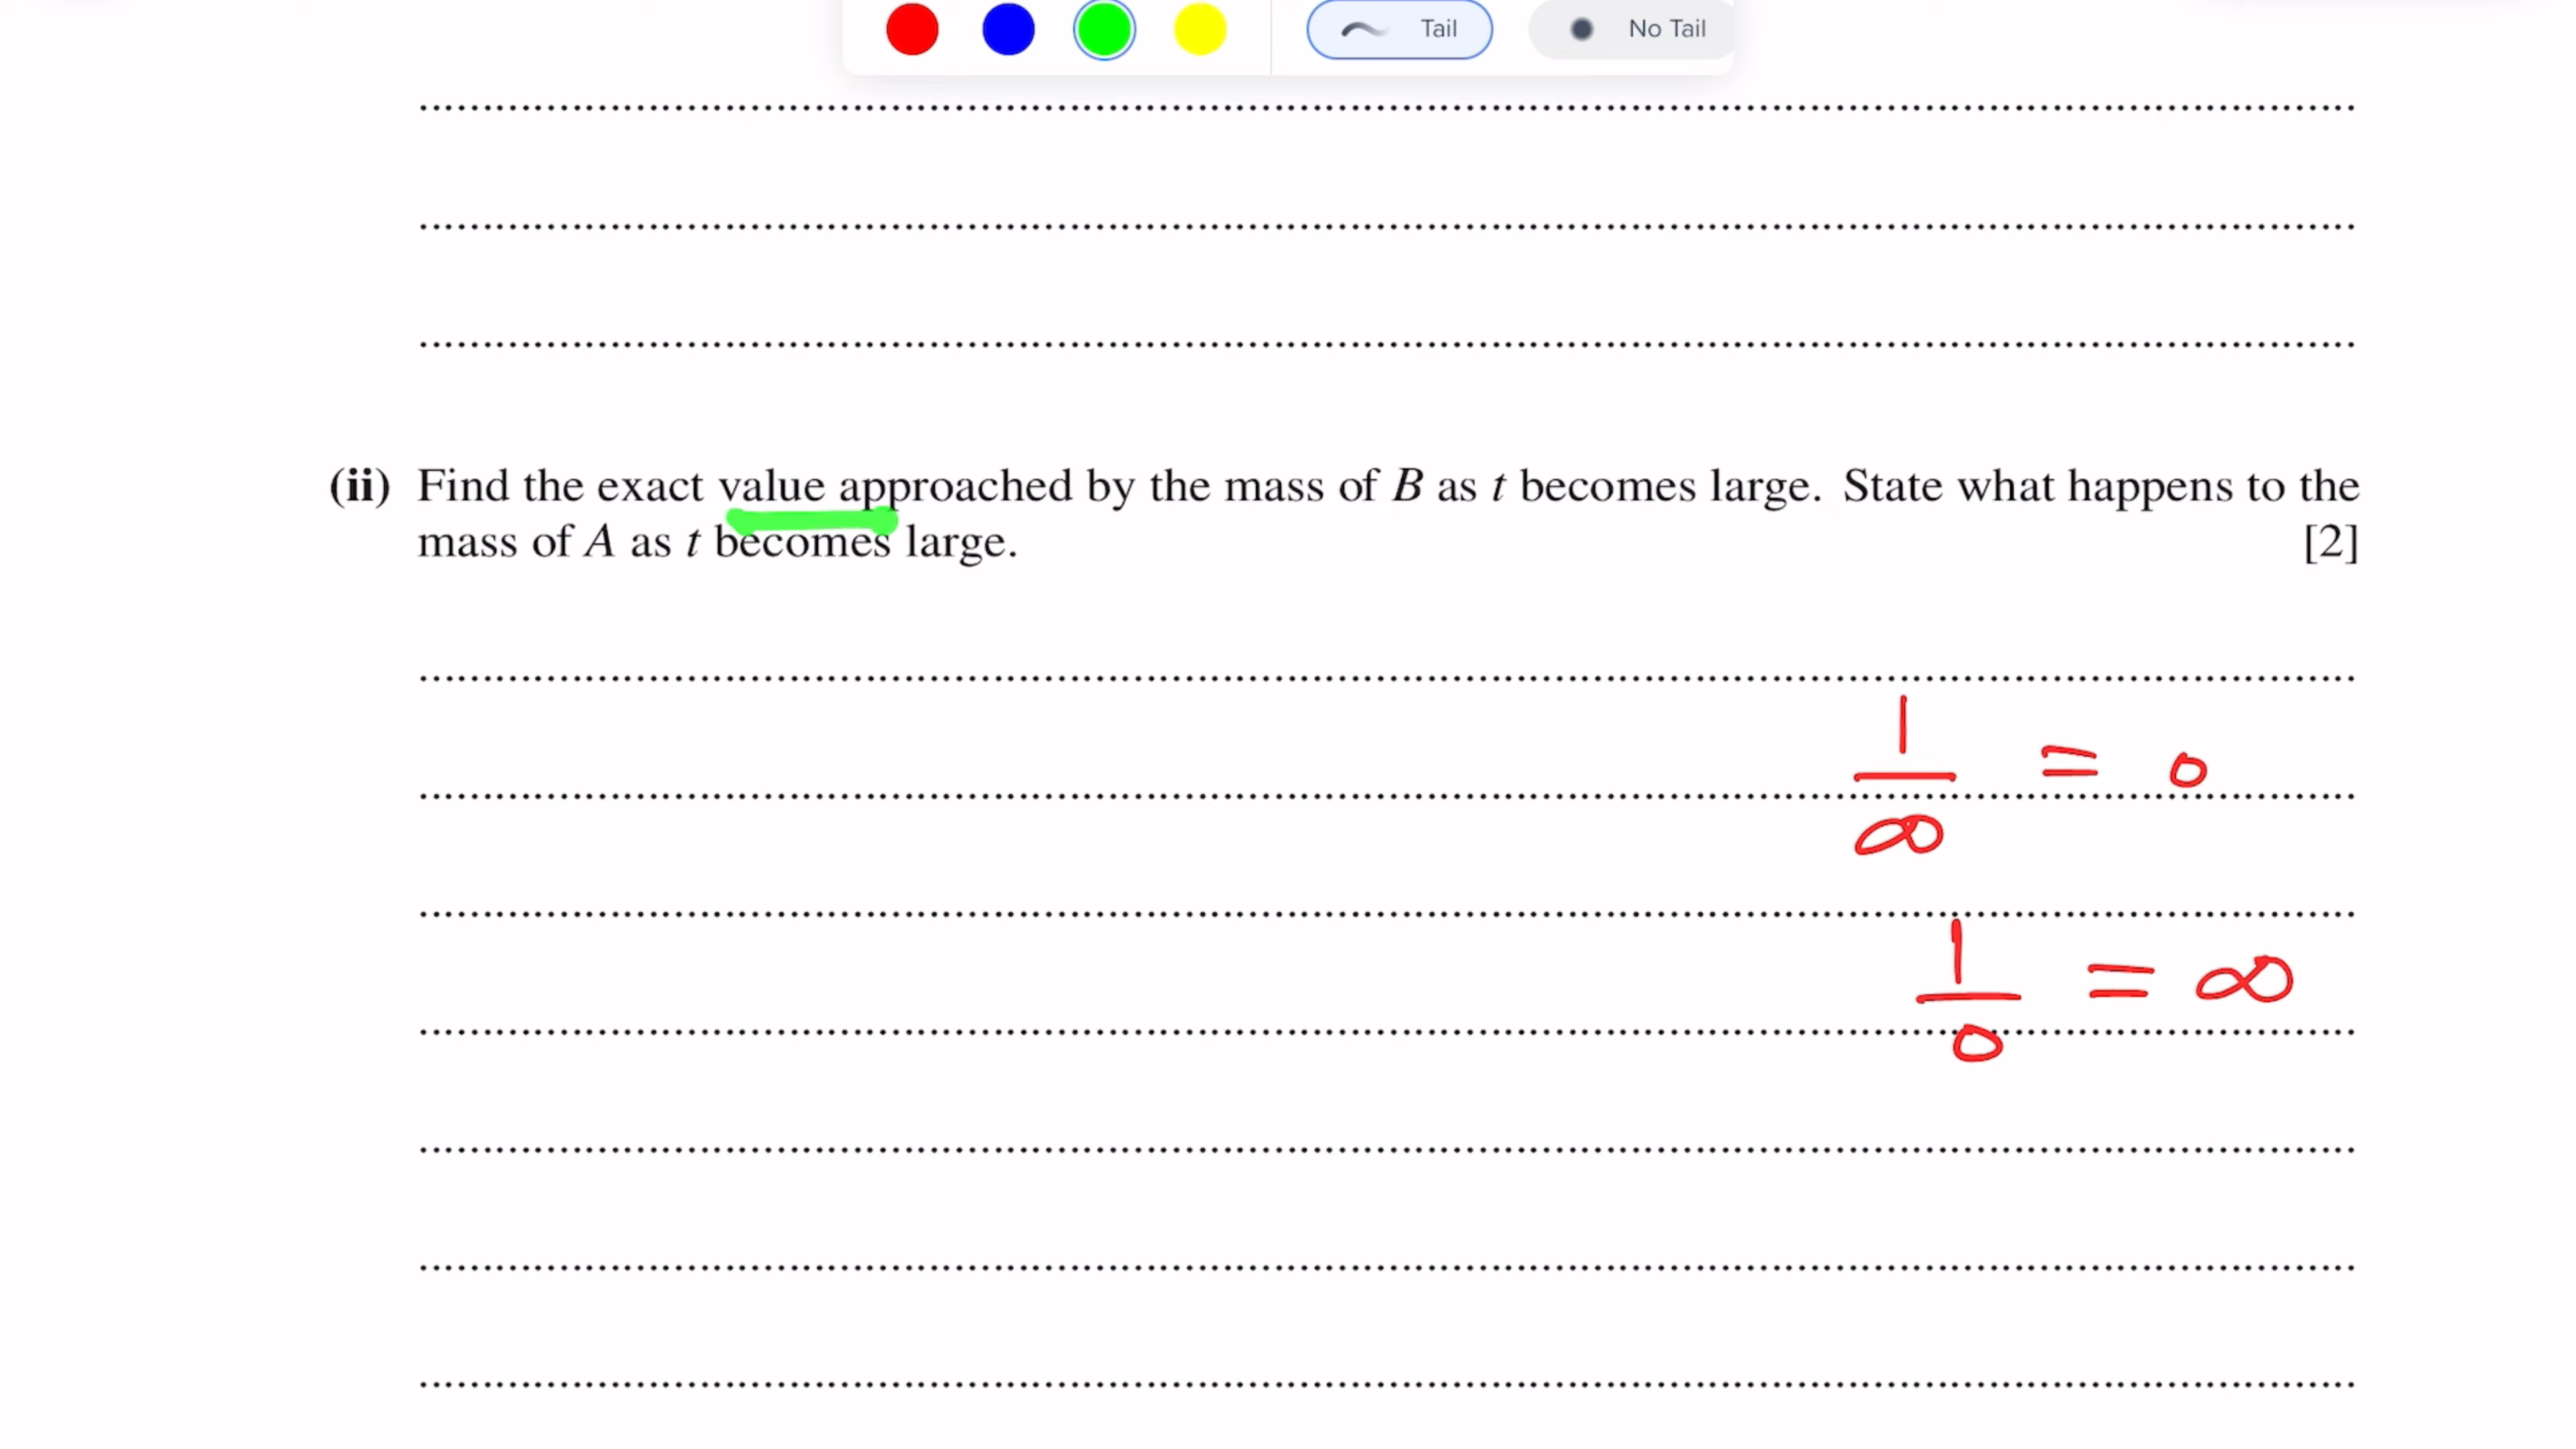 Tail No Tail
(ii) Find the exact value approached by the mass of B as t becomes large. State what happens to the
mass of A as t becomes large. [2]
1/∞ = 0
1/0 = ∞